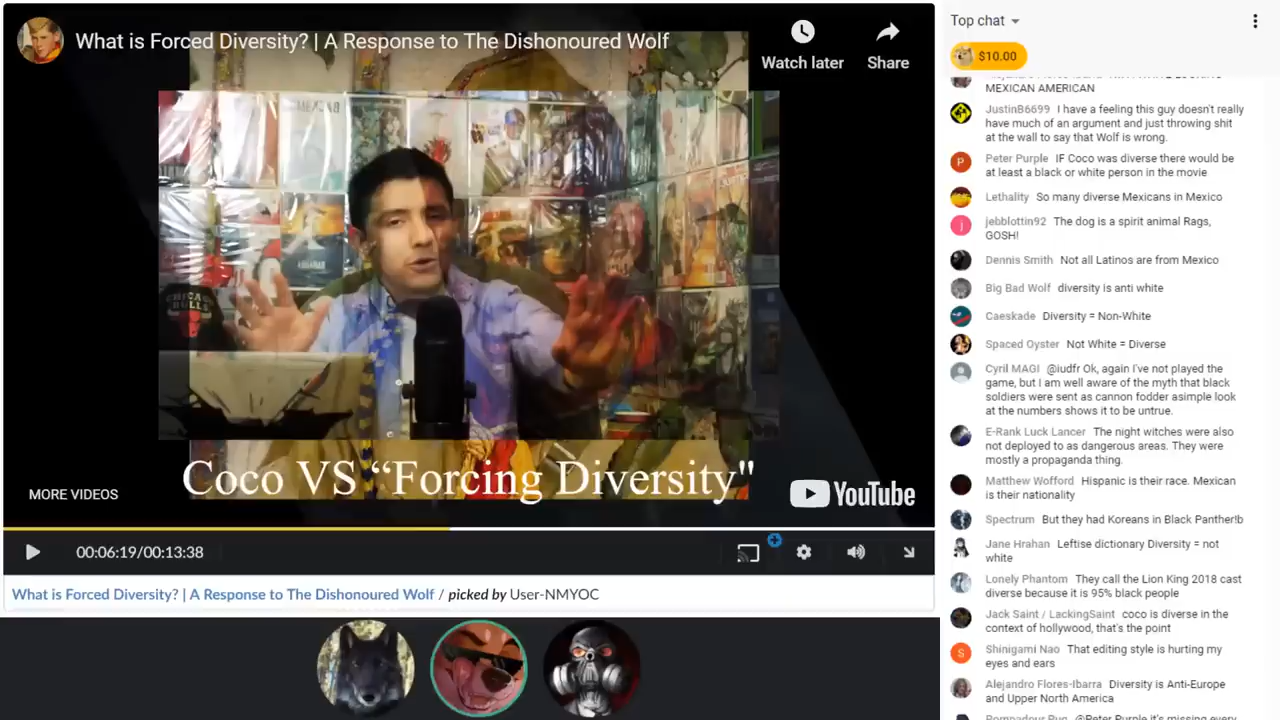 What is Forced Diversity? | A Response to The Dishonoured Wolf
Watch later
Share
CHICAGO
BULLS
Coco VS “Forcing Diversity"
MORE VIDEOS
YouTube
00:06:19/00:13:38
What is Forced Diversity? | A Response to The Dishonoured Wolf / picked by User-NMYOC
Top chat
$10.00
MEXICAN AMERICAN
JustinB6699 I have a feeling this guy doesn't really
have much of an argument and just throwing shit
at the wall to say that Wolf is wrong.
P
Peter Purple IF Coco was diverse there would be
at least a black or white person in the movie
Lethality So many diverse Mexicans in Mexico
j
jebblottin92 The dog is a spirit animal Rags,
GOSH!
Dennis Smith Not all Latinos are from Mexico
Big Bad Wolf diversity is anti white
Caeskade Diversity = Non-White
Spaced Oyster Not White = Diverse
Cyril MAGI @iudfr Ok, again I've not played the
game, but I am well aware of the myth that black
soldiers were sent as cannon fodder asimple look
at the numbers shows it to be untrue.
E-Rank Luck Lancer The night witches were also
not deployed to as dangerous areas. They were
mostly a propaganda thing.
Matthew Wofford Hispanic is their race. Mexican
is their nationality
Spectrum But they had Koreans in Black Panther!b
Jane Hrahan Leftise dictionary Diversity = not
white
Lonely Phantom They call the Lion King 2018 cast
diverse because it is 95% black people
Jack Saint / LackingSaint coco is diverse in the
context of hollywood, that's the point
S
Shinigami Nao That editing style is hurting my
eyes and ears
Alejandro Flores-Ibarra Diversity is Anti-Europe
and Upper North America
Pompadour Pug @Peter Purple it's missing every